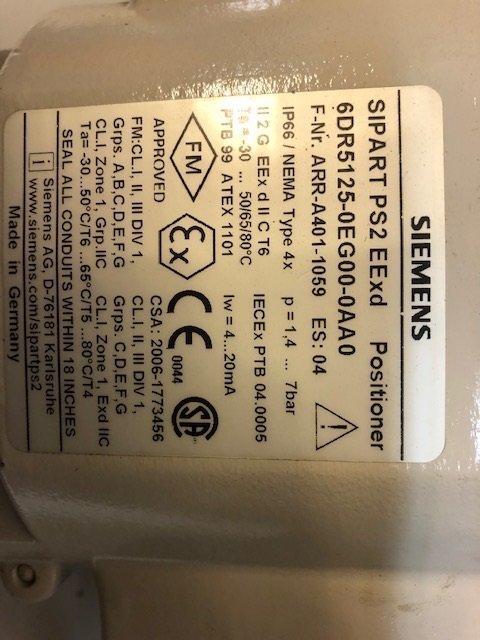 SIEMENS
SIPART PS2 EExd Positioner
6DR5125-0EG00-0AA0
F-Nr. ARR-A401-1059 ES: 04
IP66 / NEMA Type 4x p = 1,4 ... 7bar
II 2 G EEx d II C T6 IECEx PTB 04.0005
Ta= -30 ... 50/65/80°C
PTB 99 ATEX 1101 Iw = 4...20mA
FM Ex CE 0044 SA
APPROVED CSA: 2006-1773456
FM:CL.I, II, III DIV 1, CL.I, II, III DIV 1,
Grps. A,B,C,D,E,F,G Grps. C,D,E,F,G
CL.I, Zone 1, Grp.IIC CL.I, Zone 1, Exd IIC
Ta= -30...50°C/T6 ...65°C/T5 ...80°C/T4
SEAL ALL CONDUITS WITHIN 18 INCHES
i Siemens AG, D-76181 Karlsruhe
www.siemens.com/sipartps2
Made in Germany